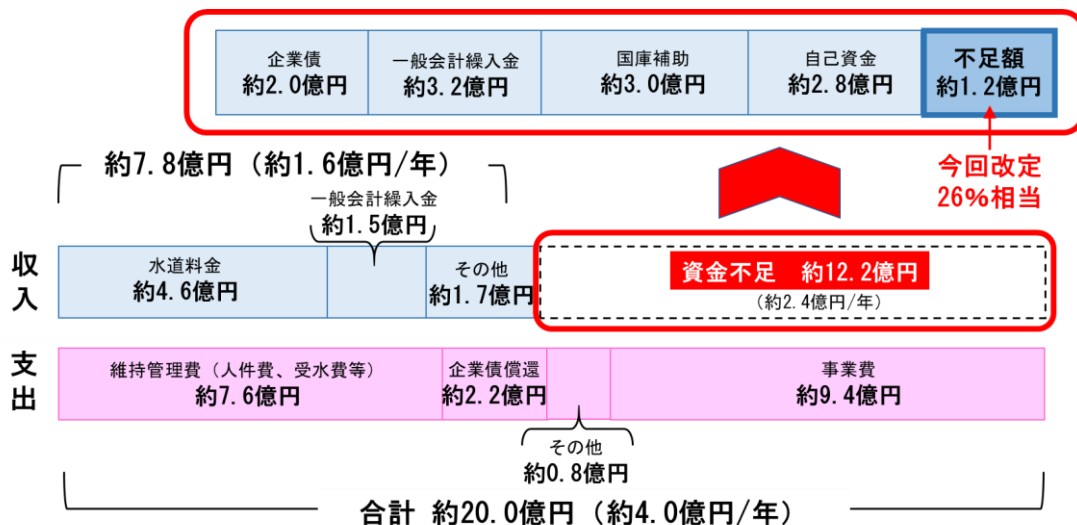 企業債
約2.0億円
一般会計繰入金
約3.2億円
国庫補助
約3.0億円
自己資金
約2.8億円
不足額
約1.2億円
今回改定
26%相当
約7.8億円（約1.6億円/年）
一般会計繰入金
約1.5億円
収入
水道料金
約4.6億円
その他
約1.7億円
資金不足　約12.2億円
（約2.4億円/年）
支出
維持管理費（人件費、受水費等）
約7.6億円
企業債償還
約2.2億円
事業費
約9.4億円
その他
約0.8億円
合計 約20.0億円（約4.0億円/年）